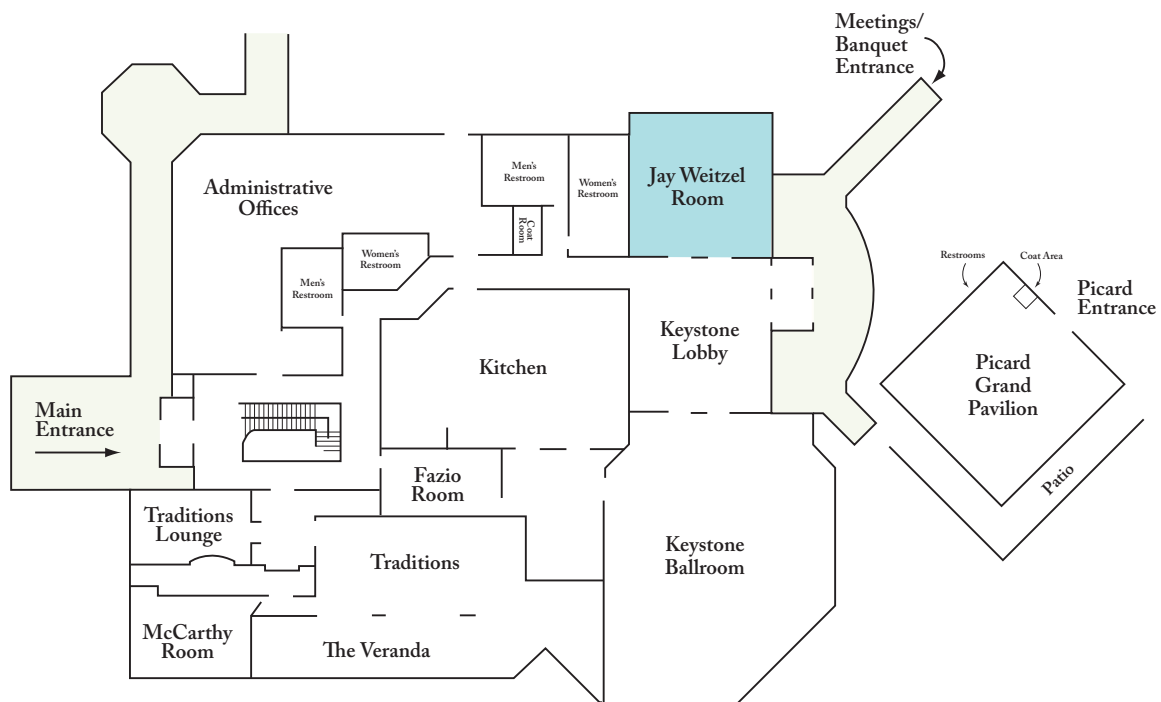 Meetings/
Banquet
Entrance
Men's
Restroom
Women's
Restroom
Jay Weitzel
Room
Administrative
Offices
Coat
Room
Women's
Restroom
Men's
Restroom
Restrooms
Coat Area
Picard
Entrance
Keystone
Lobby
Kitchen
Picard
Grand
Pavilion
Main
Entrance
Fazio
Room
Patio
Traditions
Lounge
Traditions
Keystone
Ballroom
McCarthy
Room
The Veranda